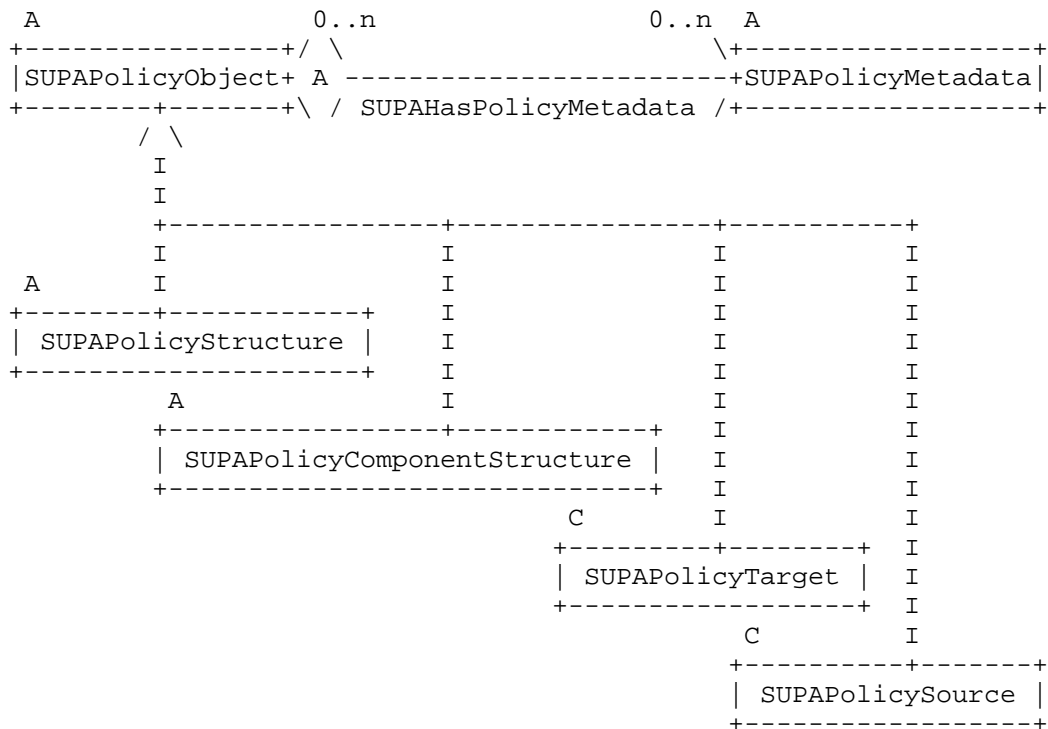 A 0..n 0..n A
SUPAPolicyObject A SUPAPolicyMetadata
SUPAHasPolicyMetadata
I
I
I I I I
A I I I I
I I I
SUPAPolicyStructure I I I
I I I
A I I I
I I
SUPAPolicyComponentStructure I I
I I
C I I
I
SUPAPolicyTarget I
I
C I
SUPAPolicySource